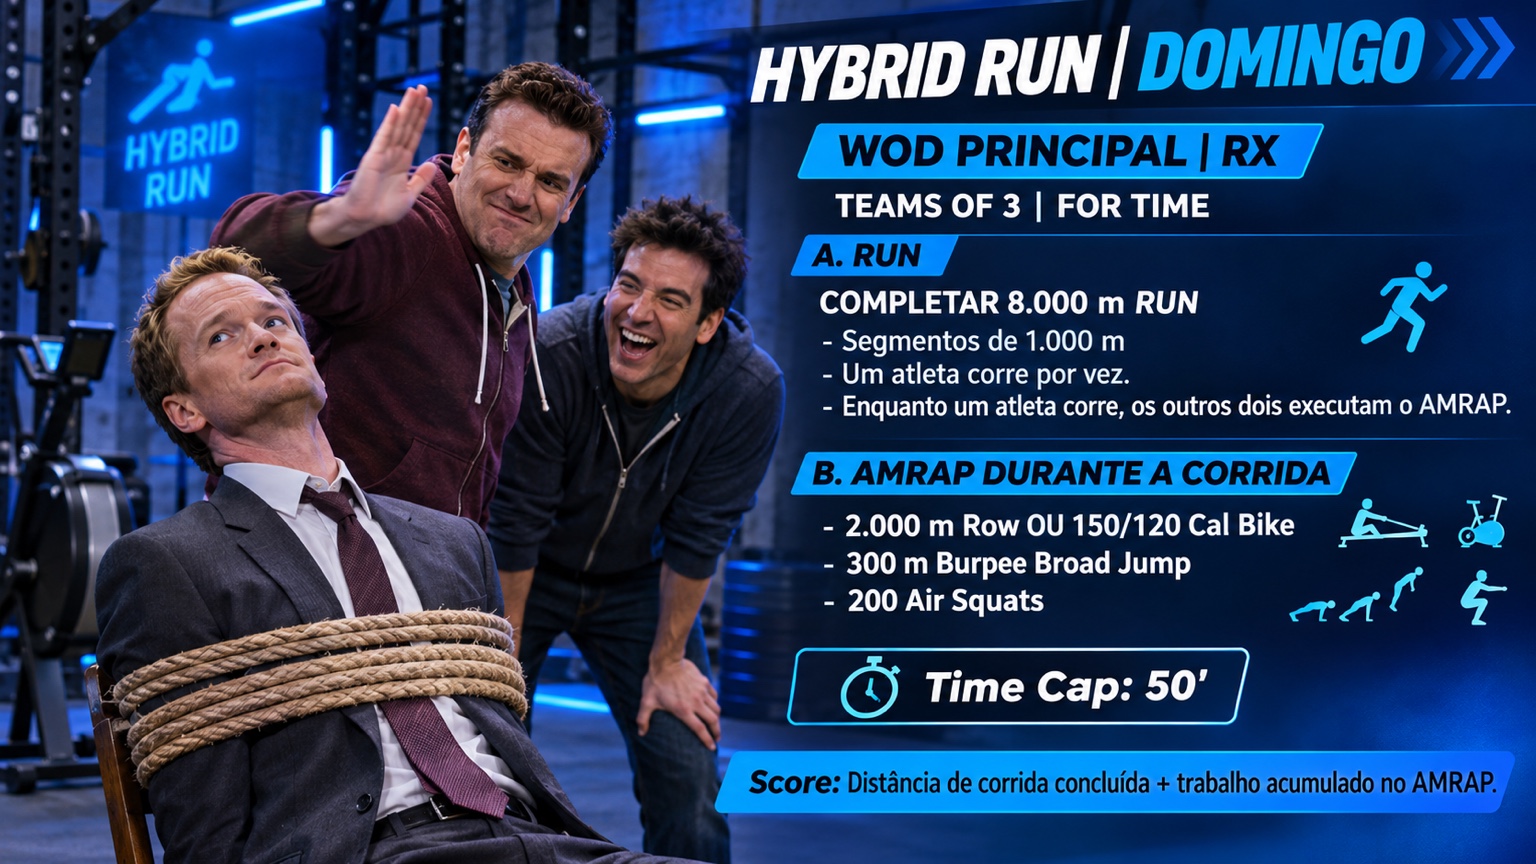 HYBRID
RUN
HYBRID RUN | DOMINGO
WOD PRINCIPAL | RX
TEAMS OF 3 | FOR TIME
A. RUN
COMPLETAR 8.000 m RUN
- Segmentos de 1.000 m
- Um atleta corre por vez.
- Enquanto um atleta corre, os outros dois executam o AMRAP.
B. AMRAP DURANTE A CORRIDA
- 2.000 m Row OU 150/120 Cal Bike
- 300 m Burpee Broad Jump
- 200 Air Squats
Time Cap: 50'
Score: Distância de corrida concluída + trabalho acumulado no AMRAP.